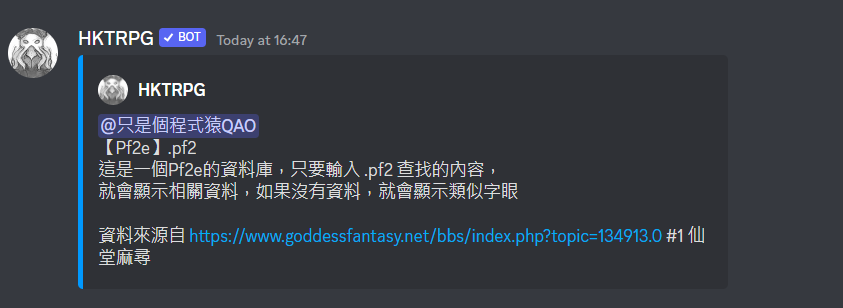 HKTRPG ✓ BOT Today at 16:47
HKTRPG
@只是個程式猿QAO
【Pf2e】.pf2
這是一個Pf2e的資料庫，只要輸入 .pf2 查找的內容，
就會顯示相關資料，如果沒有資料，就會顯示類似字眼
資料來源自 https://www.goddessfantasy.net/bbs/index.php?topic=134913.0 #1 仙
堂麻尋